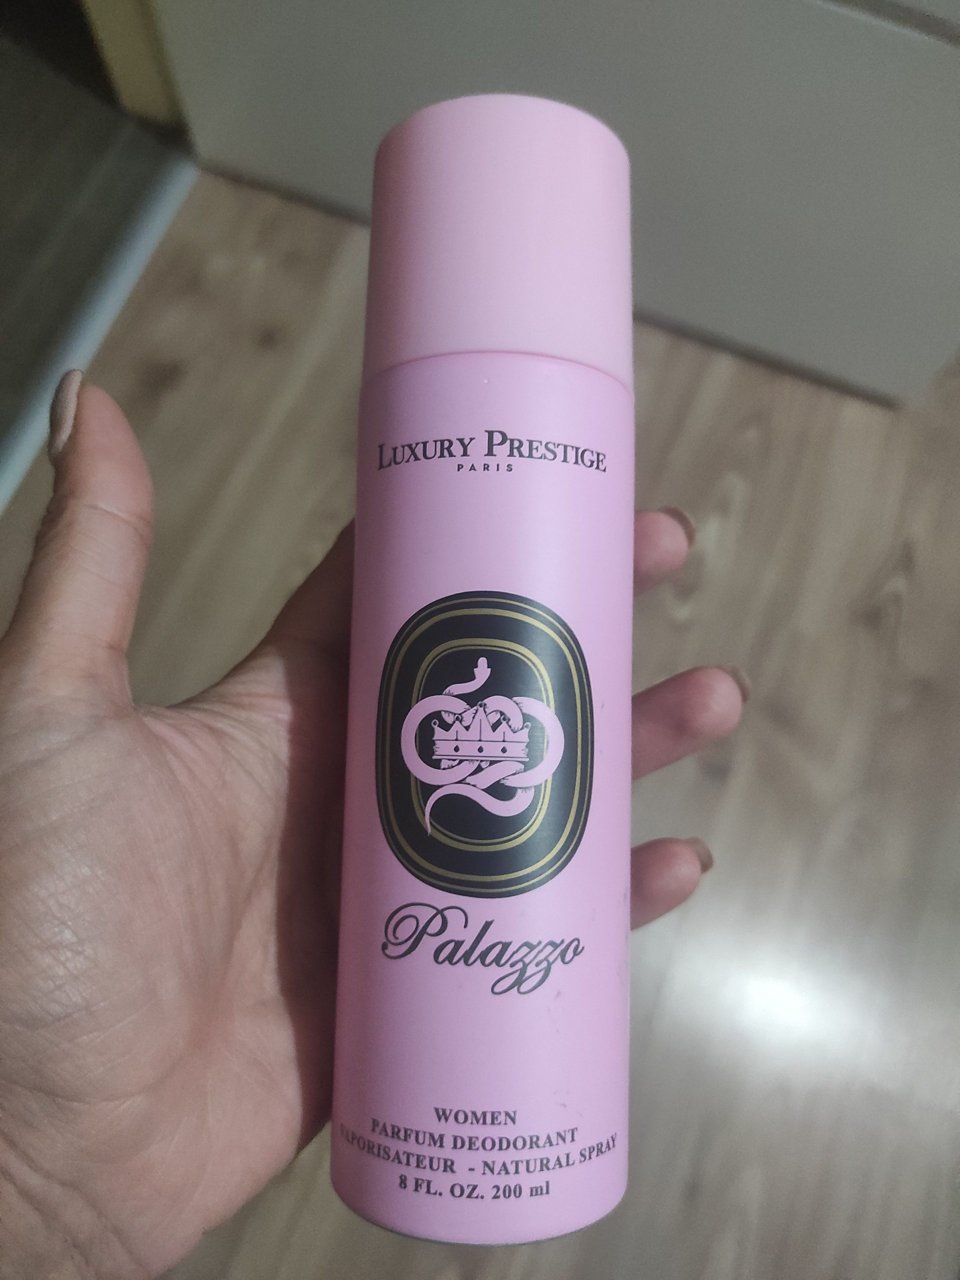 LUXURY PRESTIGE
PARIS
Palazzo
WOMEN
PARFUM DEODORANT
VAPORISATEUR - NATURAL SPRAY
8 FL. OZ. 200 ml